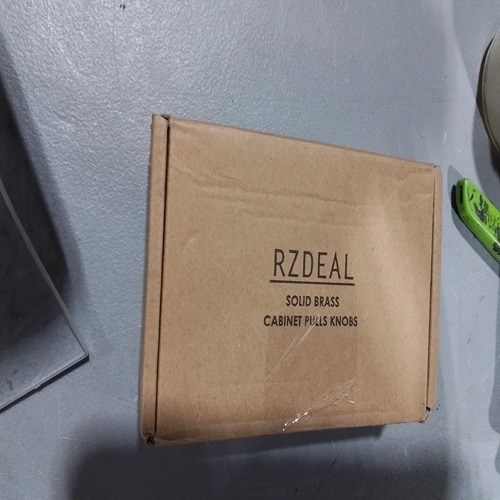 RZDEAL
SOLID BRASS
CABINET PULLS KNOBS